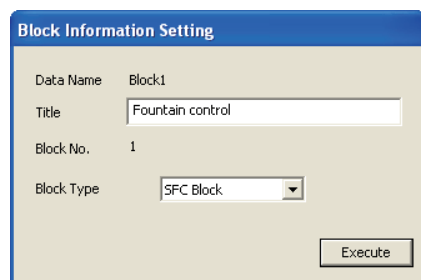 Block Information Setting
Data Name Block1
Title Fountain control
Block No. 1
Block Type SFC Block
Execute